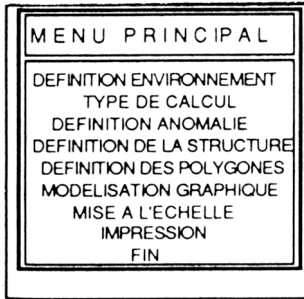 MENU PRINCIPAL
DEFINITION ENVIRONNEMENT
TYPE DE CALCUL
DEFINITION ANOMALIE
DEFINITION DE LA STRUCTURE
DEFINITION DES POLYGONES
MODELISATION GRAPHIQUE
MISE A L'ECHELLE
IMPRESSION
FIN